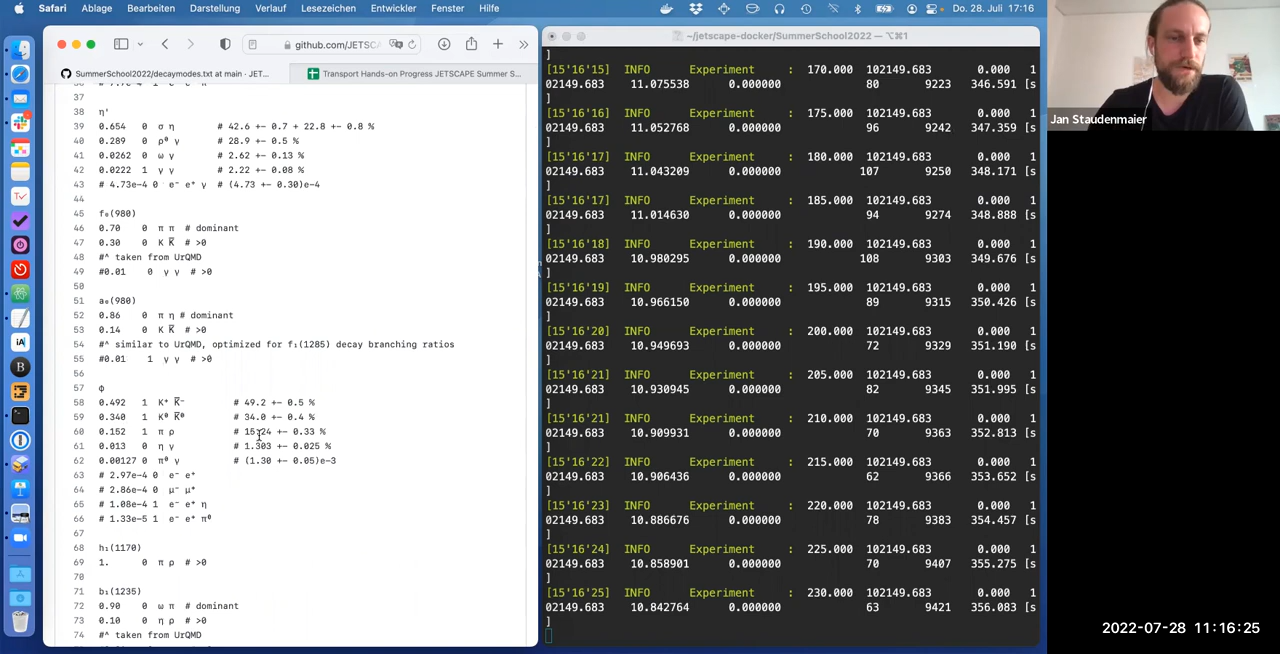 Safari Ablage Bearbeiten Darstellung Verlauf Lesezeichen Entwickler Fenster Hilfe
Do. 28. Juli 17:16
github.com/JETSCA
SummerSchool2022/decaymodes.txt at main · JET...
Transport Hands-on Progress JETSCAPE Summer S...
37
38 η'
39 0.654 0 σ η # 42.6 +− 0.7 + 22.8 +− 0.8 %
40 0.289 0 ρ⁰ γ # 28.9 +− 0.5 %
41 0.0262 0 ω γ # 2.62 +− 0.13 %
42 0.0222 1 γ γ # 2.22 +− 0.08 %
43 # 4.73e-4 0 e⁻ e⁺ γ # (4.73 +− 0.30)e-4
44
45 f₀(980)
46 0.70 0 π π # dominant
47 0.30 0 K K̅ # >0
48 #^ taken from UrQMD
49 #0.01 0 γ γ # >0
50
51 a₀(980)
52 0.86 0 π η # dominant
53 0.14 0 K K̅ # >0
54 #^ similar to UrQMD, optimized for f₁(1285) decay branching ratios
55 #0.01 1 γ γ # >0
56
57 φ
58 0.492 1 K⁺ K̅⁻ # 49.2 +− 0.5 %
59 0.340 1 K⁰ K̅⁰ # 34.0 +− 0.4 %
60 0.152 1 π ρ # 15.24 +− 0.33 %
61 0.013 0 η γ # 1.303 +− 0.025 %
62 0.00127 0 π⁰ γ # (1.30 +− 0.05)e-3
63 # 2.97e-4 0 e⁻ e⁺
64 # 2.86e-4 0 μ⁻ μ⁺
65 # 1.08e-4 1 e⁻ e⁺ η
66 # 1.33e-5 1 e⁻ e⁺ π⁰
67
68 h₁(1170)
69 1. 0 π ρ # >0
70
71 b₁(1235)
72 0.90 0 ω π # dominant
73 0.10 0 η ρ # >0
74 #^ taken from UrQMD
~/jetscape-docker/SummerSchool2022 — ⌥⌘1
]
[15'16'15] INFO Experiment : 170.000 102149.683 0.000 1
02149.683 11.075538 0.000000 80 9223 346.591 [s
]
[15'16'16] INFO Experiment : 175.000 102149.683 0.000 1
02149.683 11.052768 0.000000 96 9242 347.359 [s
]
[15'16'17] INFO Experiment : 180.000 102149.683 0.000 1
02149.683 11.043209 0.000000 107 9250 348.171 [s
]
[15'16'17] INFO Experiment : 185.000 102149.683 0.000 1
02149.683 11.014630 0.000000 94 9274 348.888 [s
]
[15'16'18] INFO Experiment : 190.000 102149.683 0.000 1
02149.683 10.980295 0.000000 108 9303 349.676 [s
]
[15'16'19] INFO Experiment : 195.000 102149.683 0.000 1
02149.683 10.966150 0.000000 89 9315 350.426 [s
]
[15'16'20] INFO Experiment : 200.000 102149.683 0.000 1
02149.683 10.949693 0.000000 72 9329 351.190 [s
]
[15'16'21] INFO Experiment : 205.000 102149.683 0.000 1
02149.683 10.930945 0.000000 82 9345 351.995 [s
]
[15'16'21] INFO Experiment : 210.000 102149.683 0.000 1
02149.683 10.909931 0.000000 70 9363 352.813 [s
]
[15'16'22] INFO Experiment : 215.000 102149.683 0.000 1
02149.683 10.906436 0.000000 62 9366 353.652 [s
]
[15'16'23] INFO Experiment : 220.000 102149.683 0.000 1
02149.683 10.886676 0.000000 78 9383 354.457 [s
]
[15'16'24] INFO Experiment : 225.000 102149.683 0.000 1
02149.683 10.858901 0.000000 70 9407 355.275 [s
]
[15'16'25] INFO Experiment : 230.000 102149.683 0.000 1
02149.683 10.842764 0.000000 63 9421 356.083 [s
]
Jan Staudenmaier
2022-07-28 11:16:25